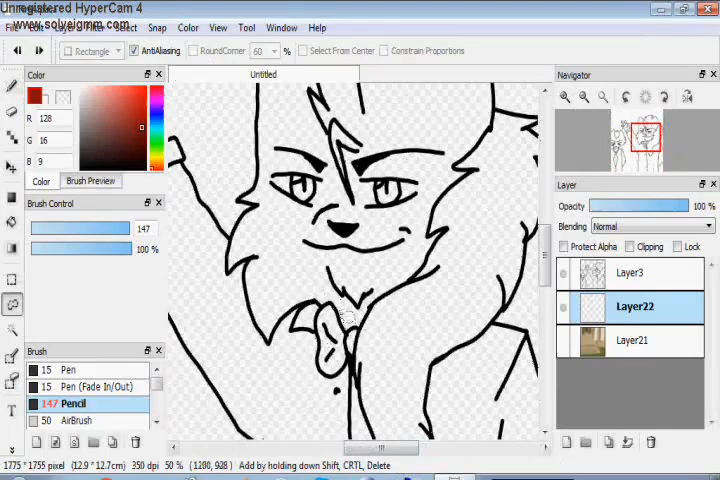 Unregistered HyperCam 4
www.solveigmm.com
File Edit Layer Filter Select Snap Color View Tool Window Help
Rectangle AntiAliasing RoundCorner 60 % Select From Center Constrain Proportions
Color
Untitled
Navigator
R 128
G 16
B 9
Color Brush Preview
Brush Control
147
100 %
Layer
Opacity 100 %
Blending Normal
Protect Alpha Clipping Lock
Layer3
Layer22
Layer21
Brush
15 Pen
15 Pen (Fade In/Out)
147 Pencil
50 AirBrush
1775 * 1755 pixel (12.9 * 12.7cm) 350 dpi 50 % Add by holding down Shift, CRTL, Delete